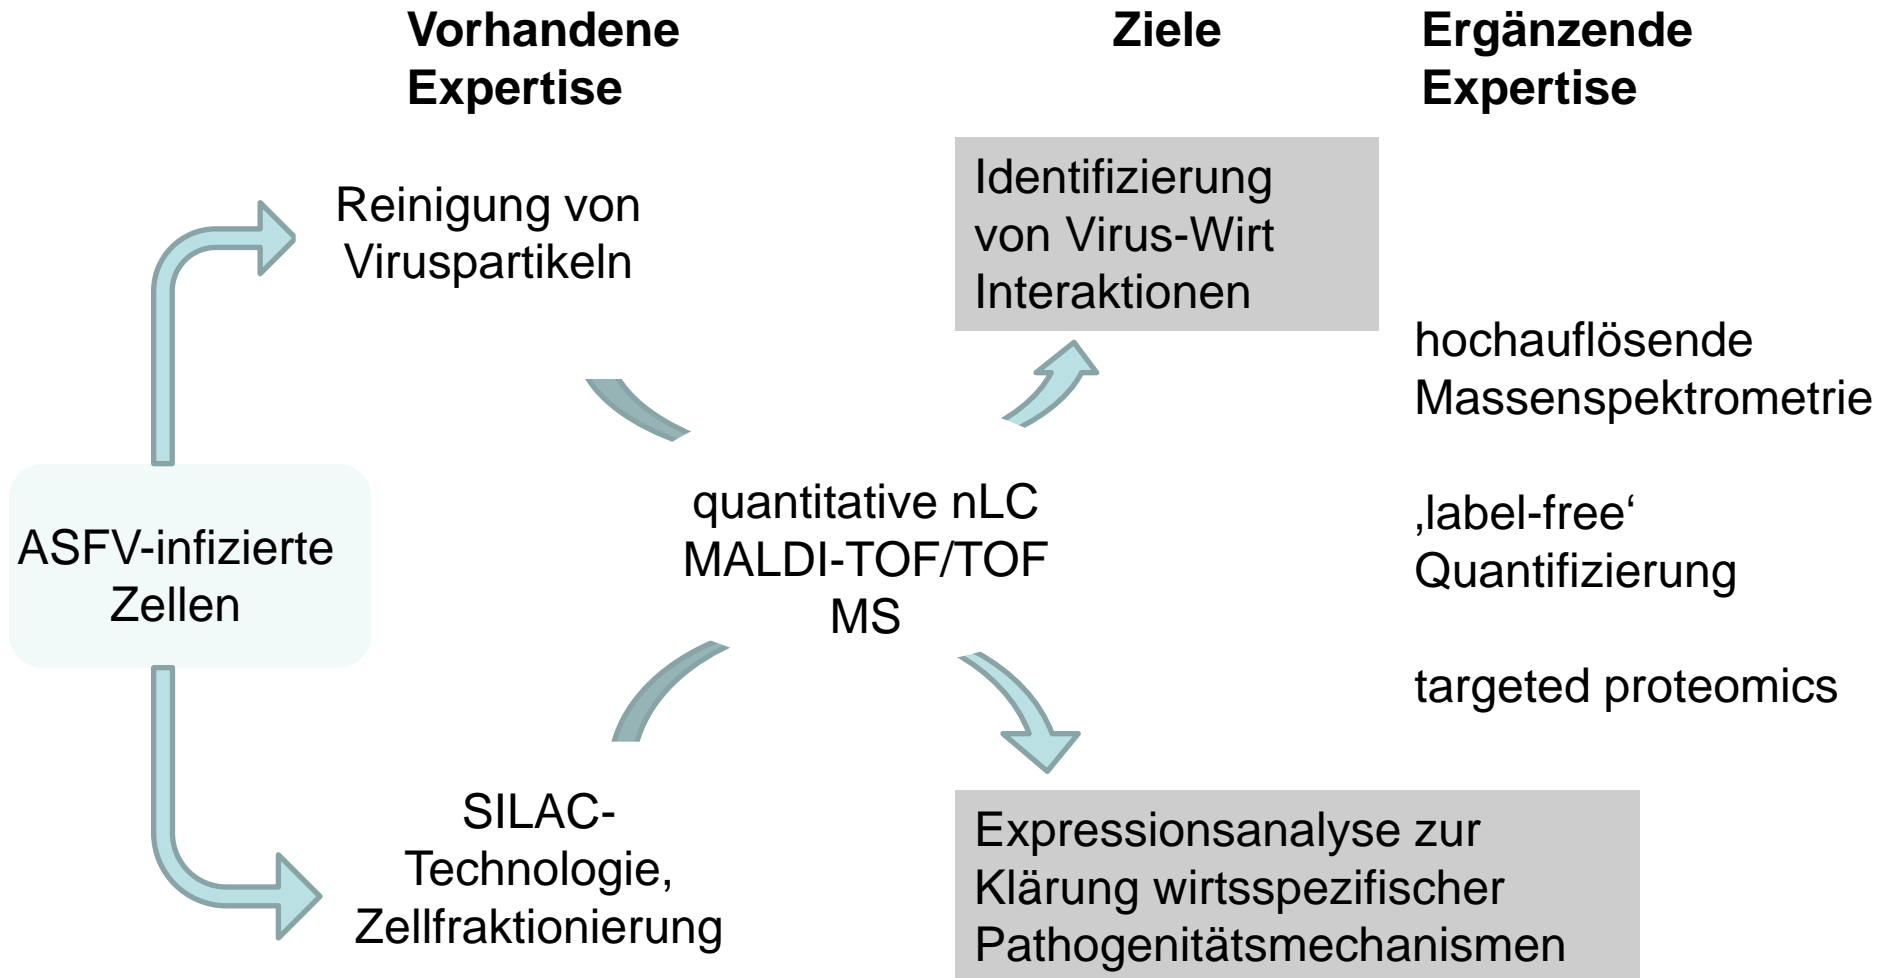 Vorhandene
Expertise
Ziele
Ergänzende
Expertise
Reinigung von
Viruspartikeln
Identifizierung
von Virus-Wirt
Interaktionen
hochauflösende
Massenspektrometrie
ASFV-infizierte
Zellen
quantitative nLC
MALDI-TOF/TOF
MS
‚label-free‘
Quantifizierung
targeted proteomics
SILAC-
Technologie,
Zellfraktionierung
Expressionsanalyse zur
Klärung wirtsspezifischer
Pathogenitätsmechanismen